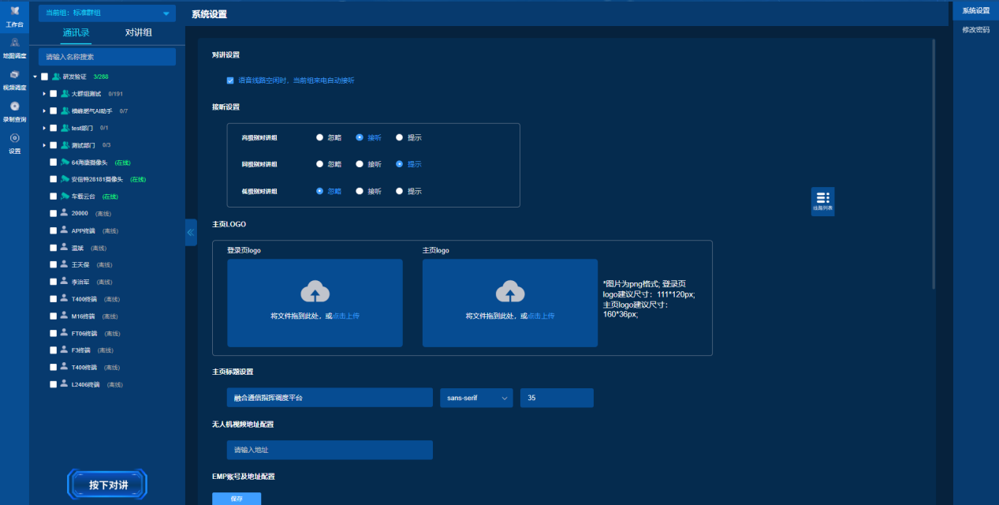 工作台
地图调度
视频调度
录制查询
设置
当前组：标准群组
通讯录 对讲组
请输入名称搜索
研发验证 3/288
大群组测试 0/191
横峰燃气AI助手 0/7
test部门 0/1
测试部门 0/3
64海康摄像头 (在线)
安信特28181摄像头 (在线)
车载云台 (在线)
20000 (离线)
APP终端 (离线)
温斌 (离线)
王天保 (离线)
李治军 (离线)
T400终端 (离线)
M16终端 (离线)
FT06终端 (离线)
F3终端 (离线)
T400终端 (离线)
L2406终端 (离线)
按下对讲
系统设置
对讲设置
语音线路空闲时，当前组来电自动接听
接听设置
高级别对讲组 忽略 接听 提示
同级别对讲组 忽略 接听 提示
低级别对讲组 忽略 接听 提示
主页LOGO
登录页logo
将文件拖到此处，或点击上传
主页logo
将文件拖到此处，或点击上传
*图片为png格式; 登录页
logo建议尺寸：111*120px;
主页logo建议尺寸：
160*36px;
主页标题设置
融合通信指挥调度平台 sans-serif 35
无人机视频地址配置
请输入地址
EMP账号及地址配置
保存
线路列表
系统设置
修改密码